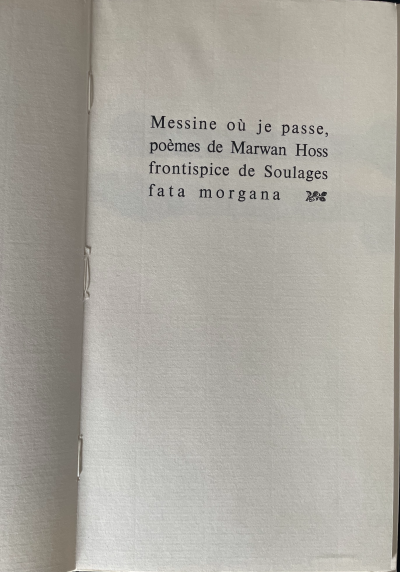 Messine où je passe,
poèmes de Marwan Hoss
frontispice de Soulages
fata morgana